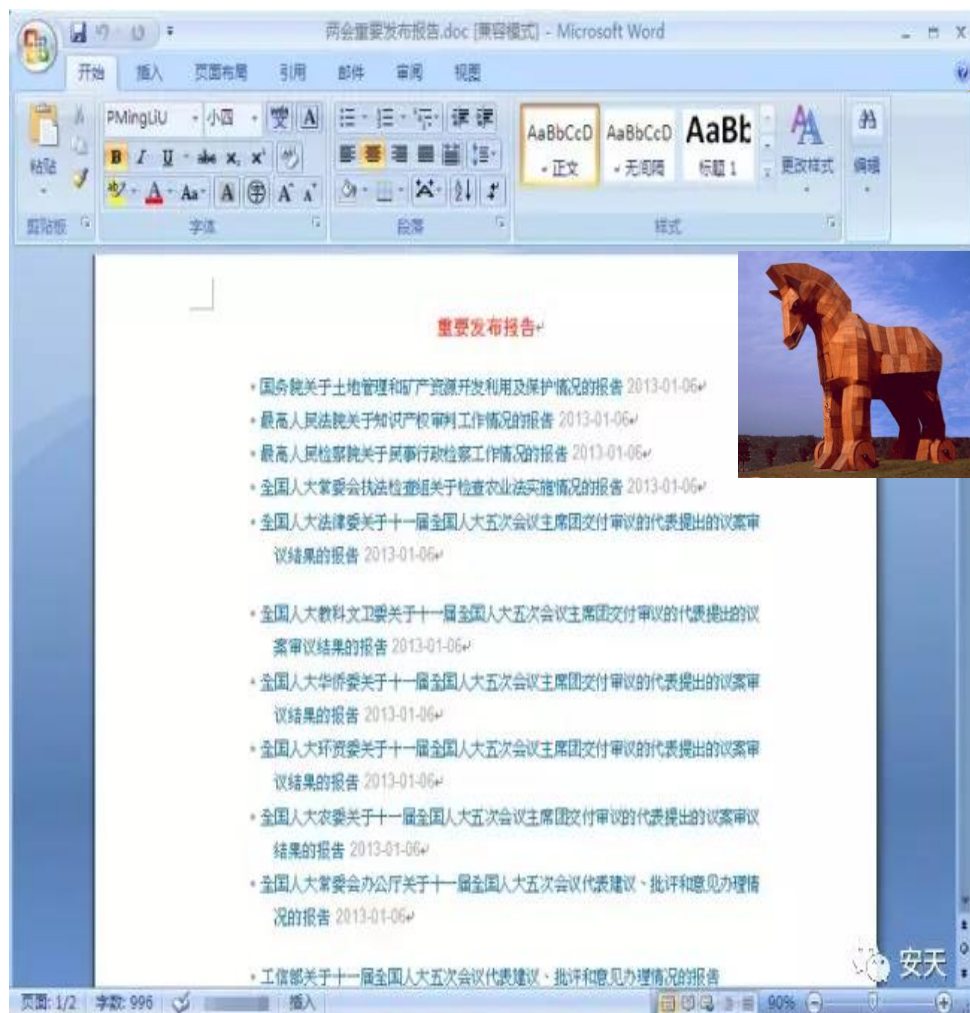 两会重要发布报告.doc [兼容模式] - Microsoft Word
开始 插入 页面布局 引用 邮件 审阅 视图
PMingLiU 小四
粘贴
AaBbCcD AaBbCcD AaBb
正文 无间隔 标题 1 更改样式 编辑
剪贴板 字体 段落 样式
重要发布报告
国务院关于土地管理和矿产资源开发利用及保护情况的报告 2013-01-06
最高人民法院关于知识产权审判工作情况的报告 2013-01-06
最高人民检察院关于民事行政检察工作情况的报告 2013-01-06
全国人大常委会执法检查组关于检查农业法实施情况的报告 2013-01-06
全国人大法律委关于十一届全国人大五次会议主席团交付审议的代表提出的议案审
议结果的报告 2013-01-06
全国人大教科文卫委关于十一届全国人大五次会议主席团交付审议的代表提出的议
案审议结果的报告 2013-01-06
全国人大华侨委关于十一届全国人大五次会议主席团交付审议的代表提出的议案审
议结果的报告 2013-01-06
全国人大环资委关于十一届全国人大五次会议主席团交付审议的代表提出的议案审
议结果的报告 2013-01-06
全国人大农委关于十一届全国人大五次会议主席团交付审议的代表提出的议案审议
结果的报告 2013-01-06
全国人大常委会办公厅关于十一届全国人大五次会议代表建议、批评和意见办理情
况的报告 2013-01-06
工信部关于十一届全国人大五次会议代表建议、批评和意见办理情况的报告
安天
页面: 1/2 字数: 996 插入 90%